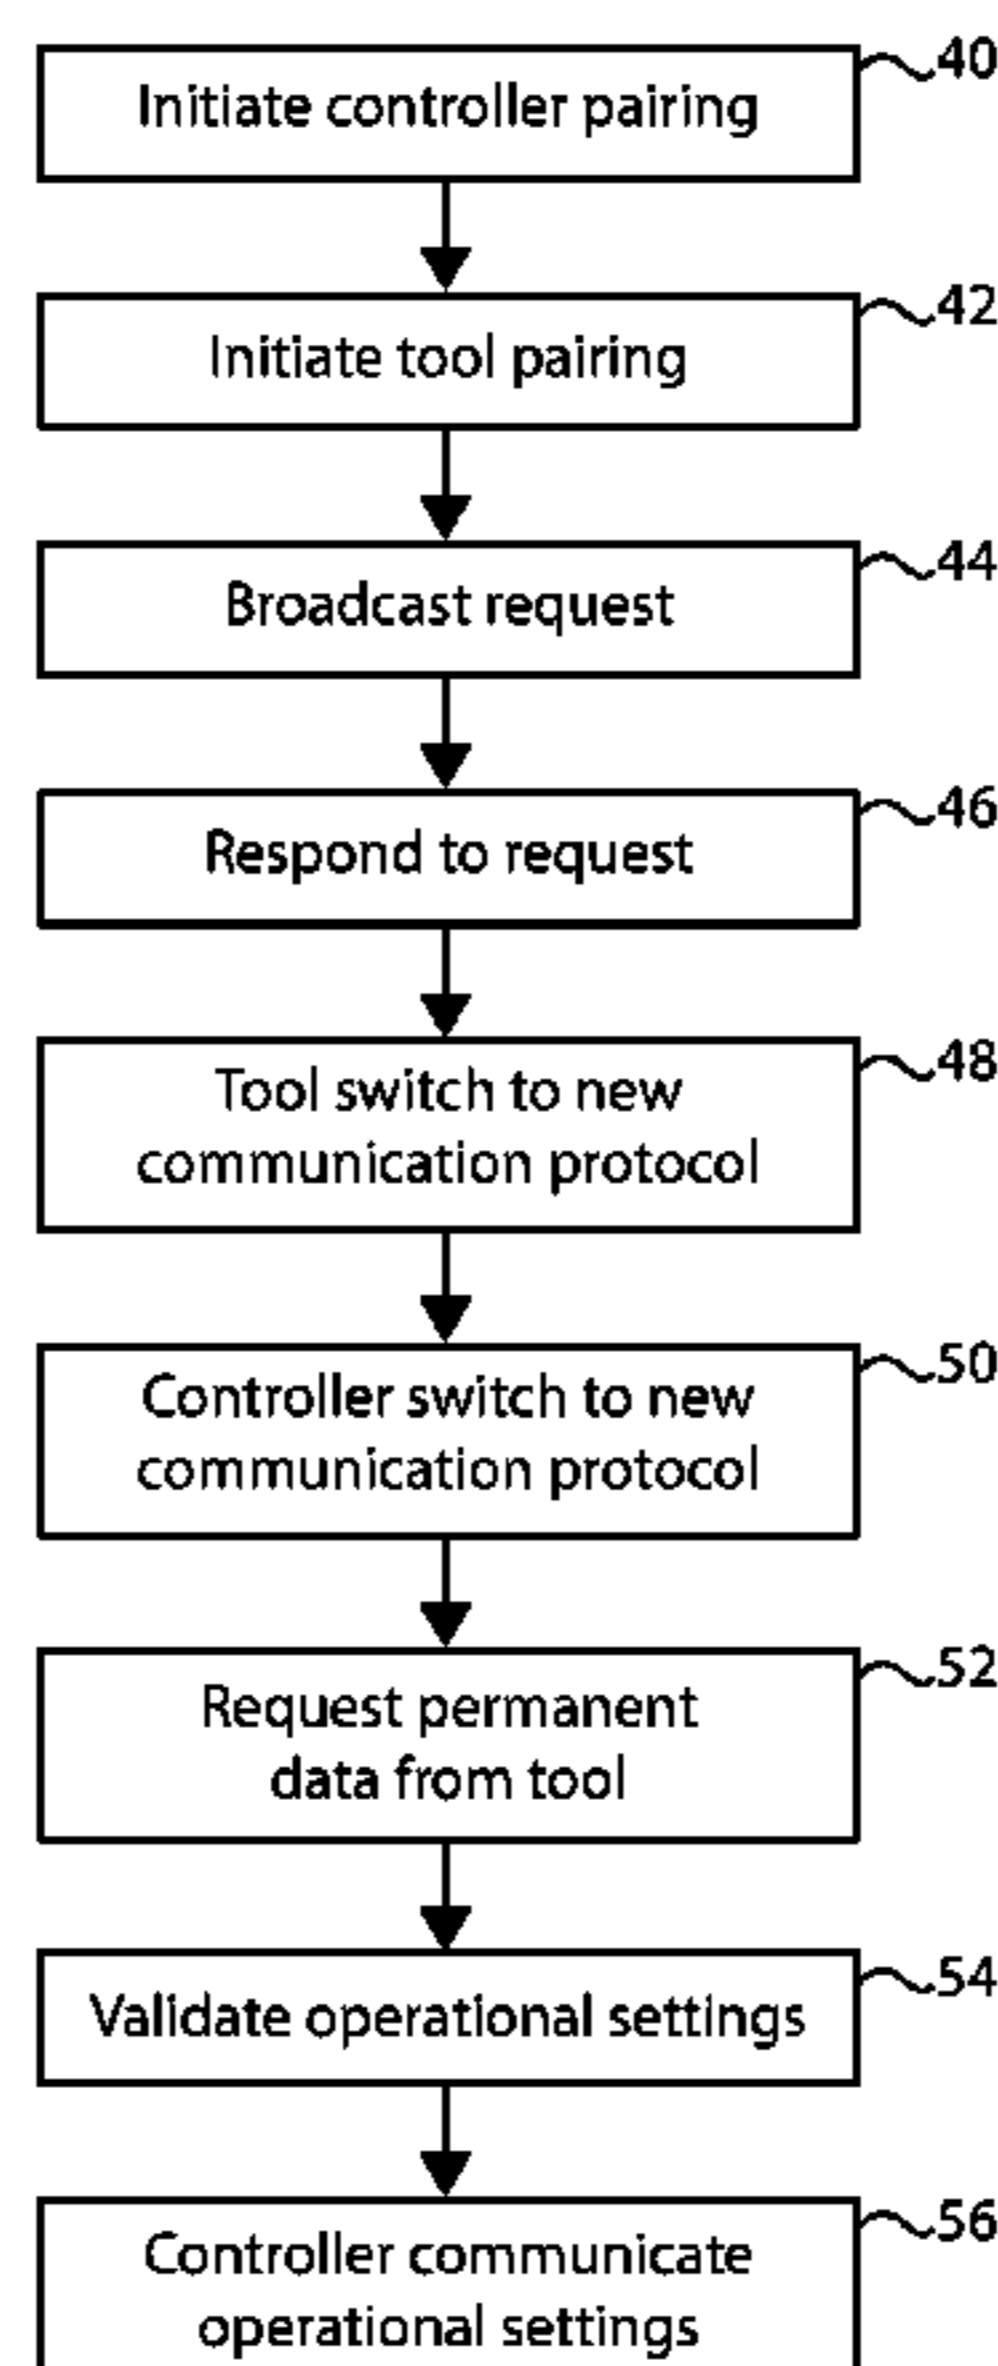 40
Initiate controller pairing
42
Initiate tool pairing
44
Broadcast request
46
Respond to request
48
Tool switch to new
communication protocol
50
Controller switch to new
communication protocol
52
Request permanent
data from tool
54
Validate operational settings
56
Controller communicate
operational settings